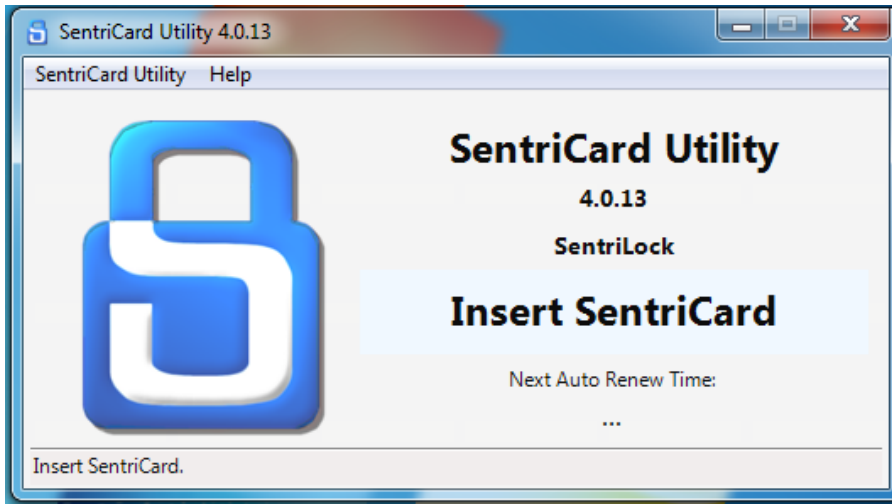 SentriCard Utility 4.0.13
SentriCard Utility Help
SentriCard Utility
4.0.13
SentriLock
Insert SentriCard
Next Auto Renew Time:
...
Insert SentriCard.